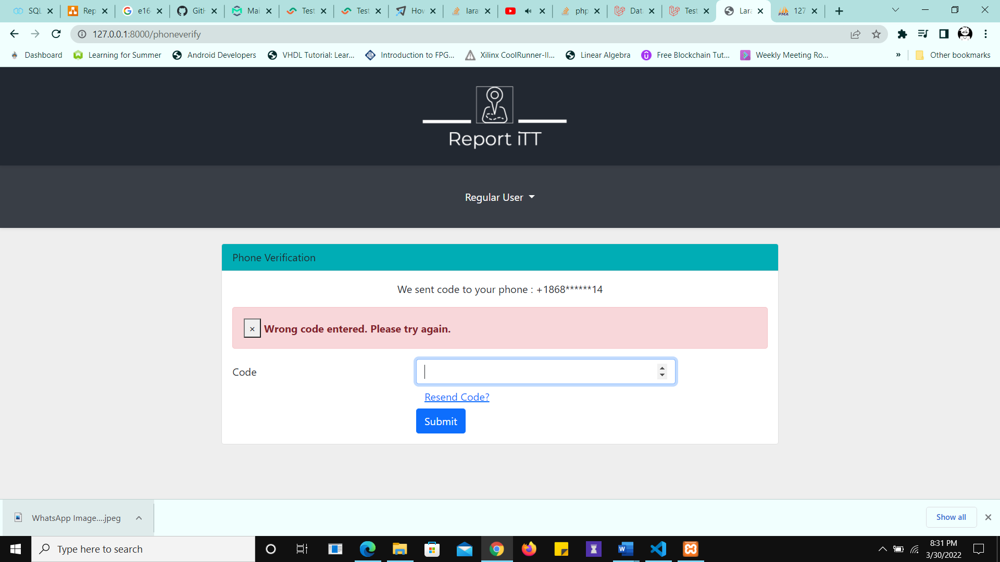 SQL
Rep
e16
GitH
Mai
Test
Test
How
lara
php
Data
Test
Lara
127
127.0.0.1:8000/phoneverify
Dashboard
Learning for Summer
Android Developers
VHDL Tutorial: Lear...
Introduction to FPG...
Xilinx CoolRunner-II...
Linear Algebra
Free Blockchain Tut...
Weekly Meeting Ro...
»
Other bookmarks
Report iTT
Regular User
Phone Verification
We sent code to your phone : +1868******14
× Wrong code entered. Please try again.
Code
Resend Code?
Submit
WhatsApp Image....jpeg
Show all
Type here to search
8:31 PM
3/30/2022